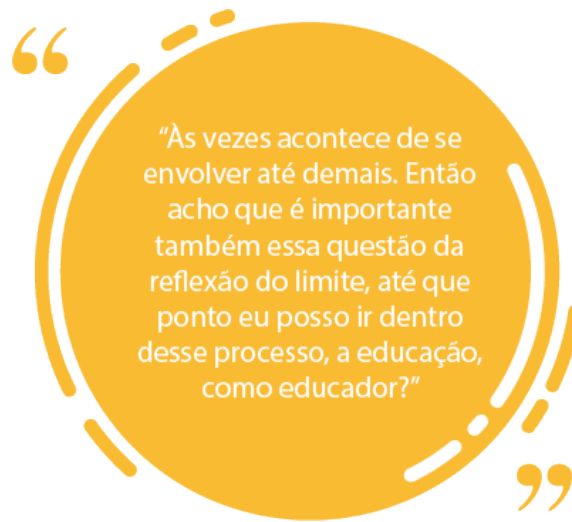 “
“Às vezes acontece de se
envolver até demais. Então
acho que é importante
também essa questão da
reflexão do limite, até que
ponto eu posso ir dentro
desse processo, a educação,
como educador?”
”